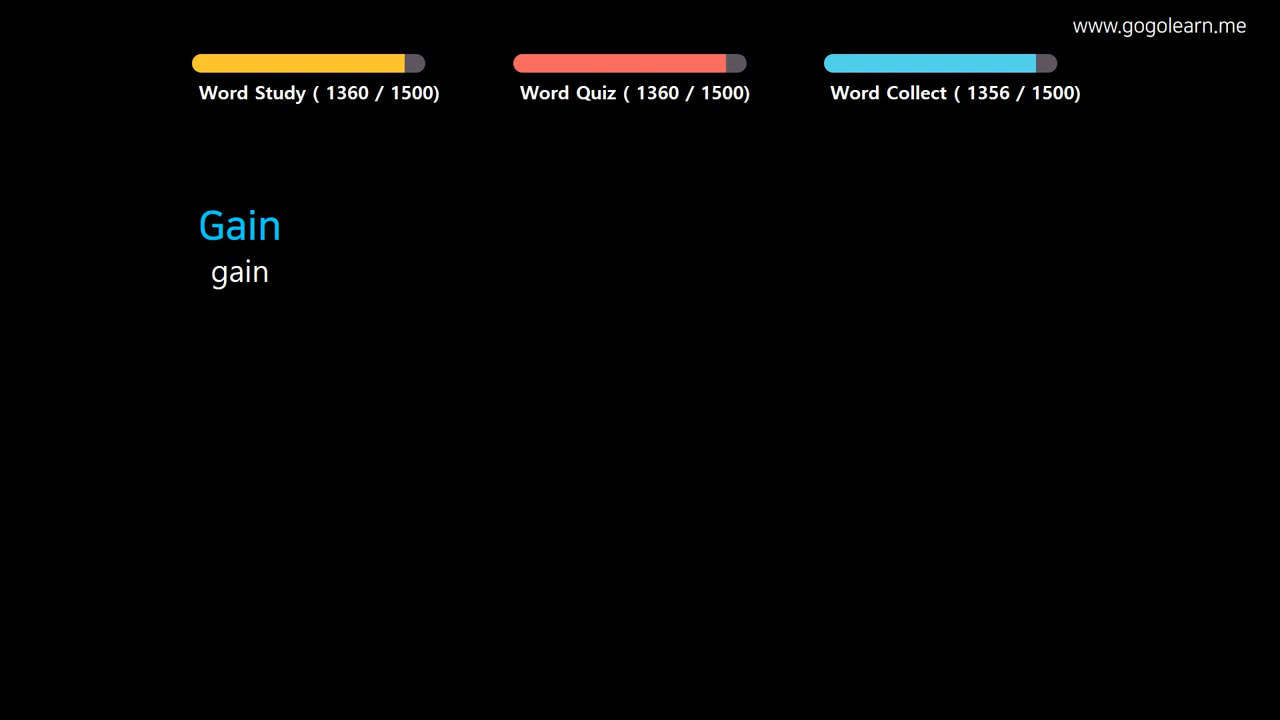 www.gogolearn.me
Word Study ( 1360 / 1500)
Word Quiz ( 1360 / 1500)
Word Collect ( 1356 / 1500)
Gain
gain